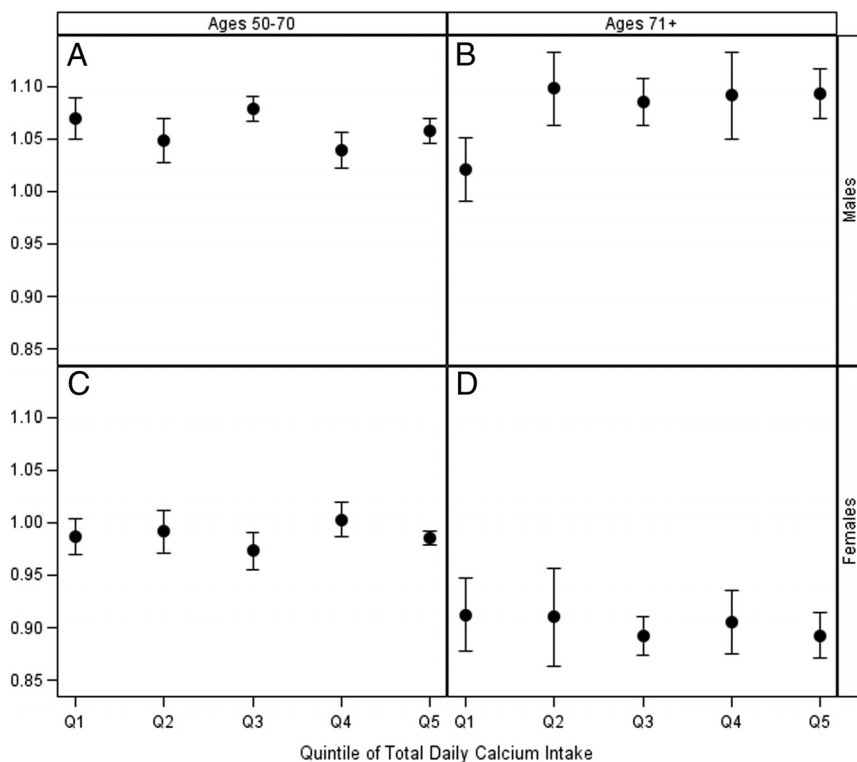 Ages 50-70
Ages 71+
A
B
1.10
1.05
1.00
0.95
0.90
0.85
Males
C
D
1.10
1.05
1.00
0.95
0.90
0.85
Females
Q1 Q2 Q3 Q4 Q5 Q1 Q2 Q3 Q4 Q5
Quintile of Total Daily Calcium Intake